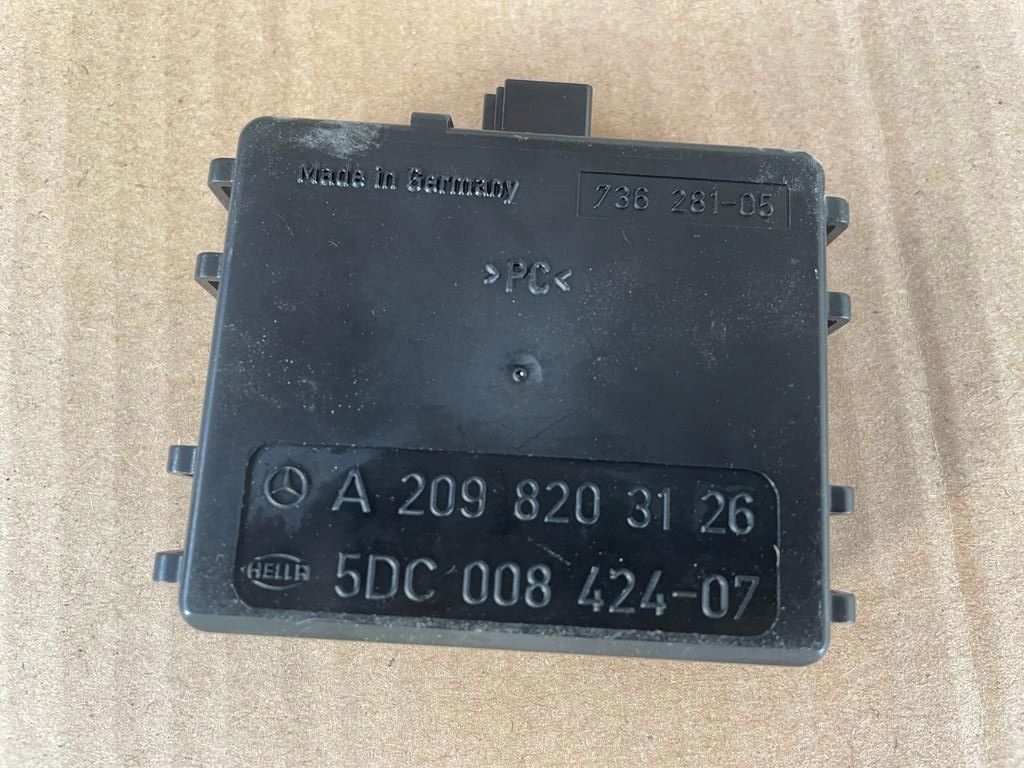 Made in Germany
736 281-05
>PC<
A 209 820 31 26
HELLA 5DC 008 424-07